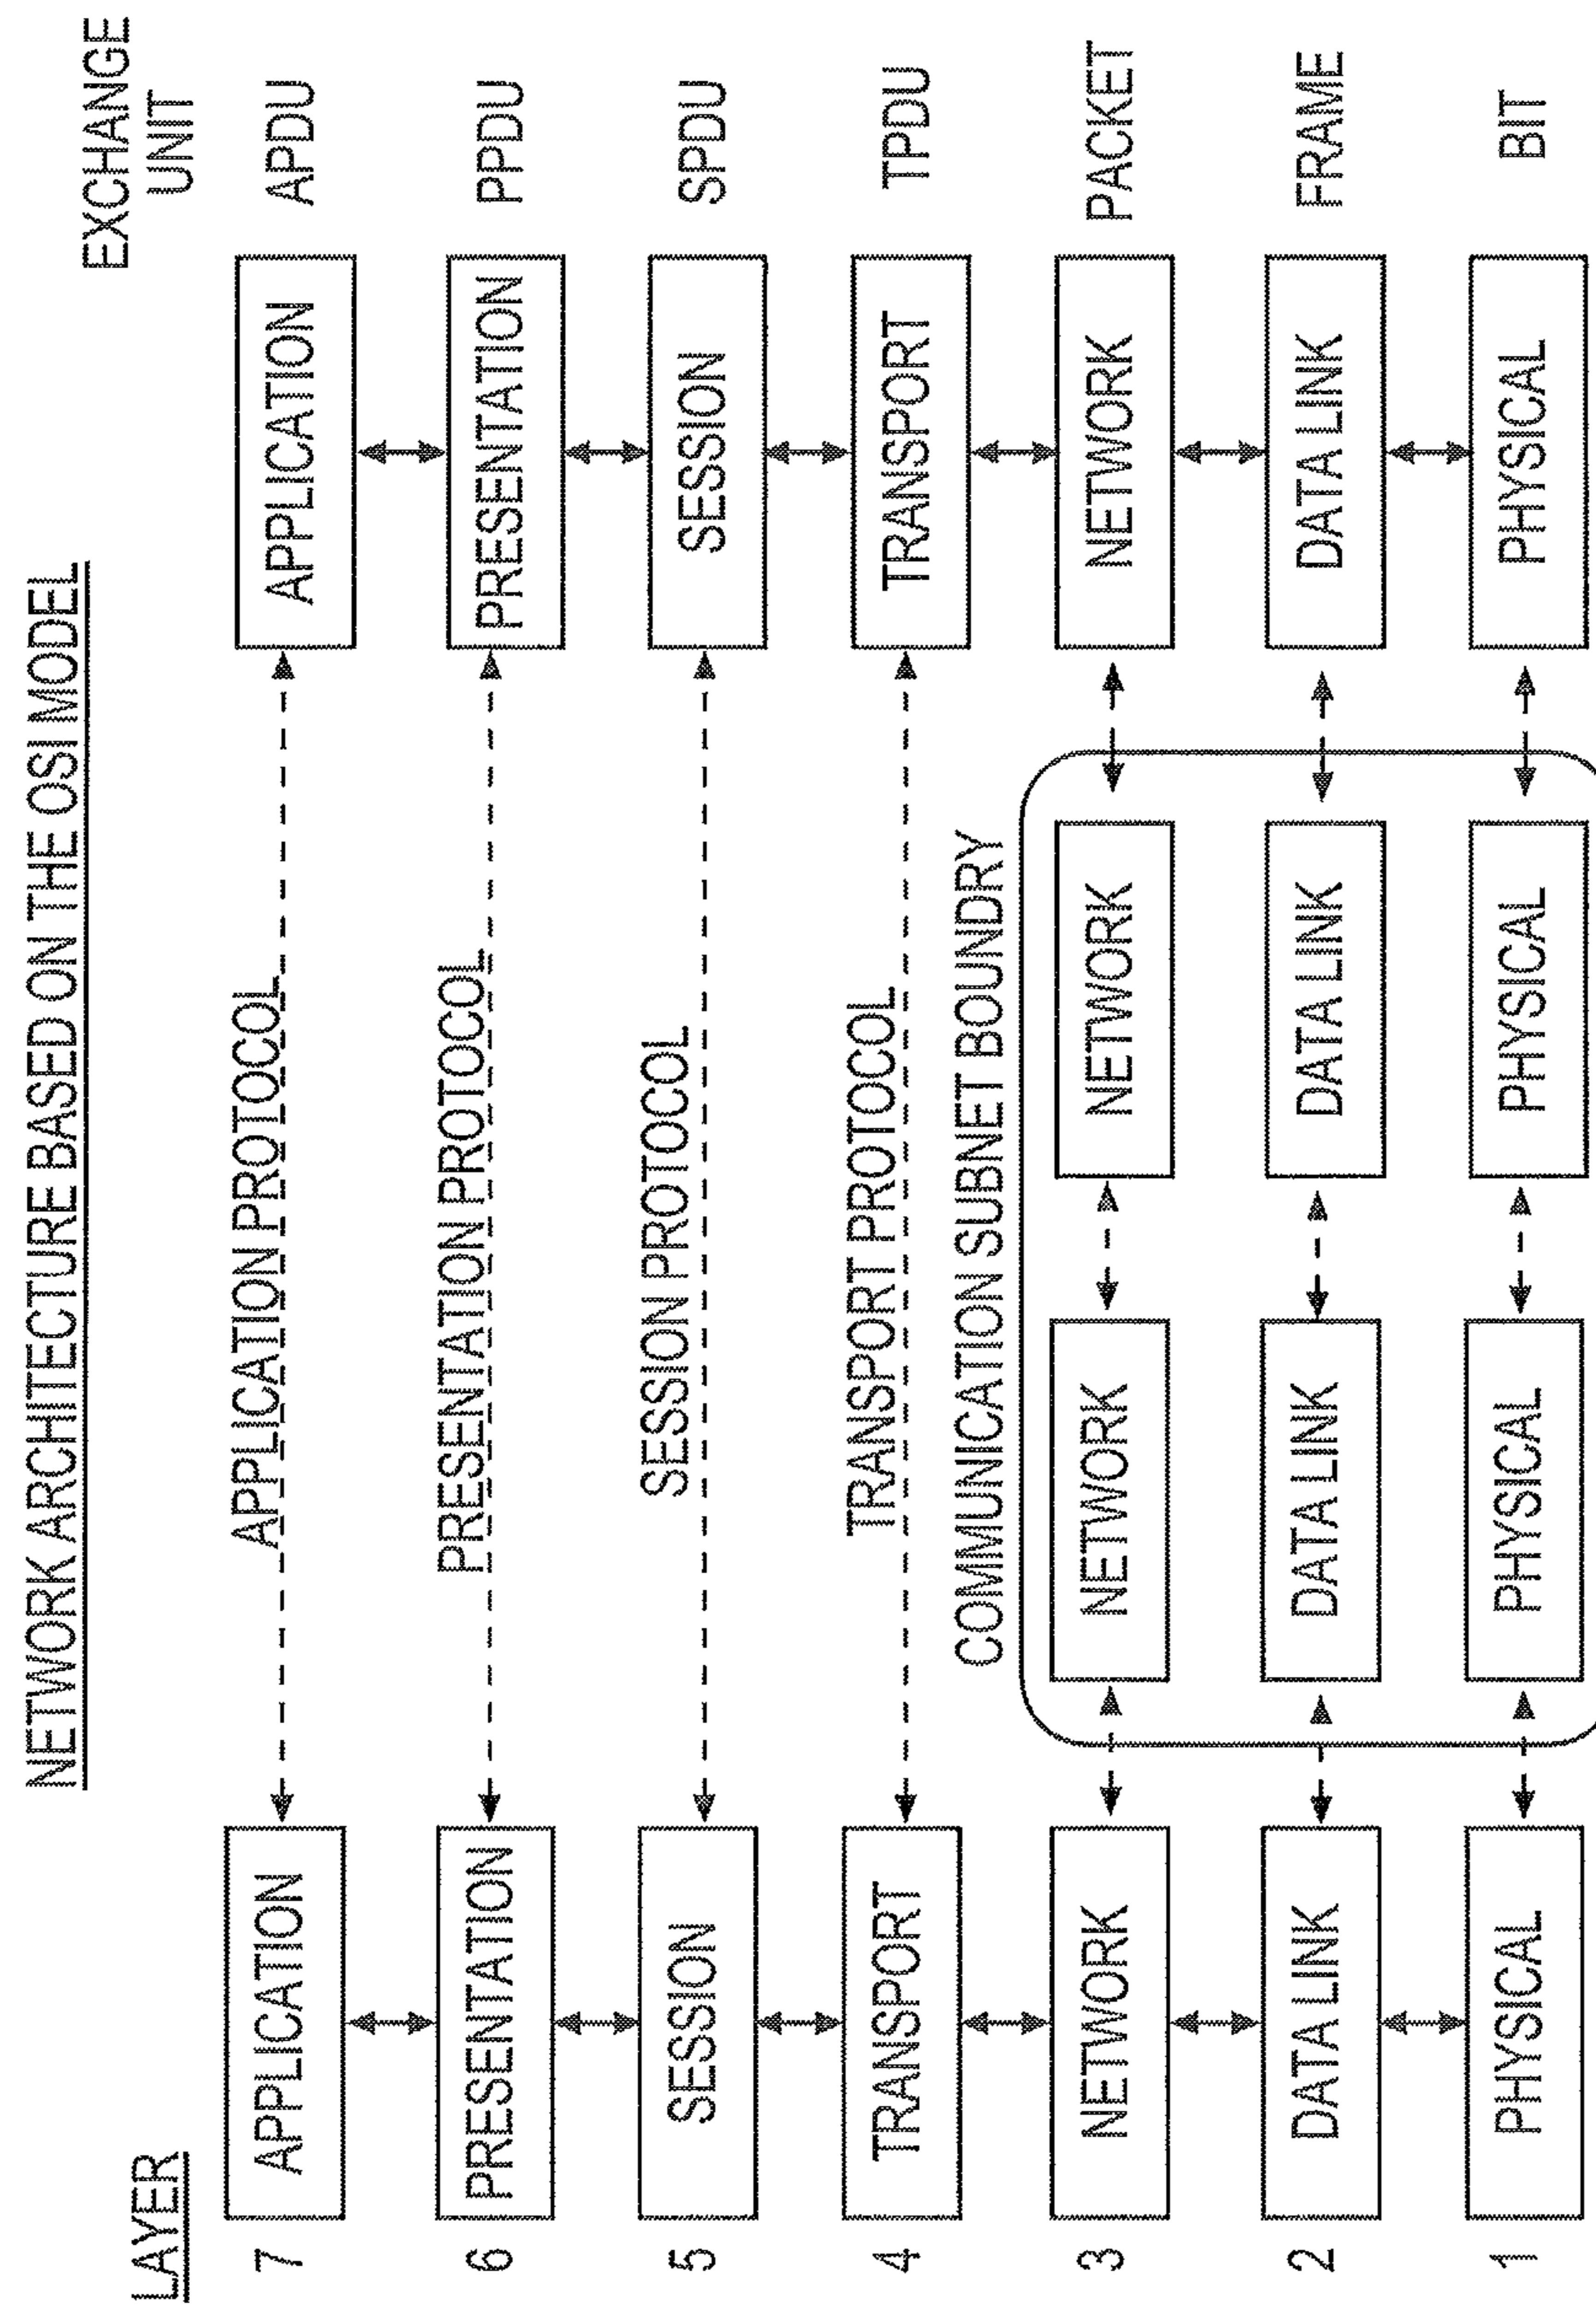 NETWORK ARCHITECTURE BASED ON THE OSI MODEL
LAYER
EXCHANGE
UNIT
7
APPLICATION
APPLICATION PROTOCOL
APPLICATION
APDU
6
PRESENTATION
PRESENTATION PROTOCOL
PRESENTATION
PPDU
5
SESSION
SESSION PROTOCOL
SESSION
SPDU
4
TRANSPORT
TRANSPORT PROTOCOL
TRANSPORT
TPDU
COMMUNICATION SUBNET BOUNDRY
3
NETWORK
NETWORK
NETWORK
NETWORK
PACKET
2
DATA LINK
DATA LINK
DATA LINK
DATA LINK
FRAME
1
PHYSICAL
PHYSICAL
PHYSICAL
PHYSICAL
BIT